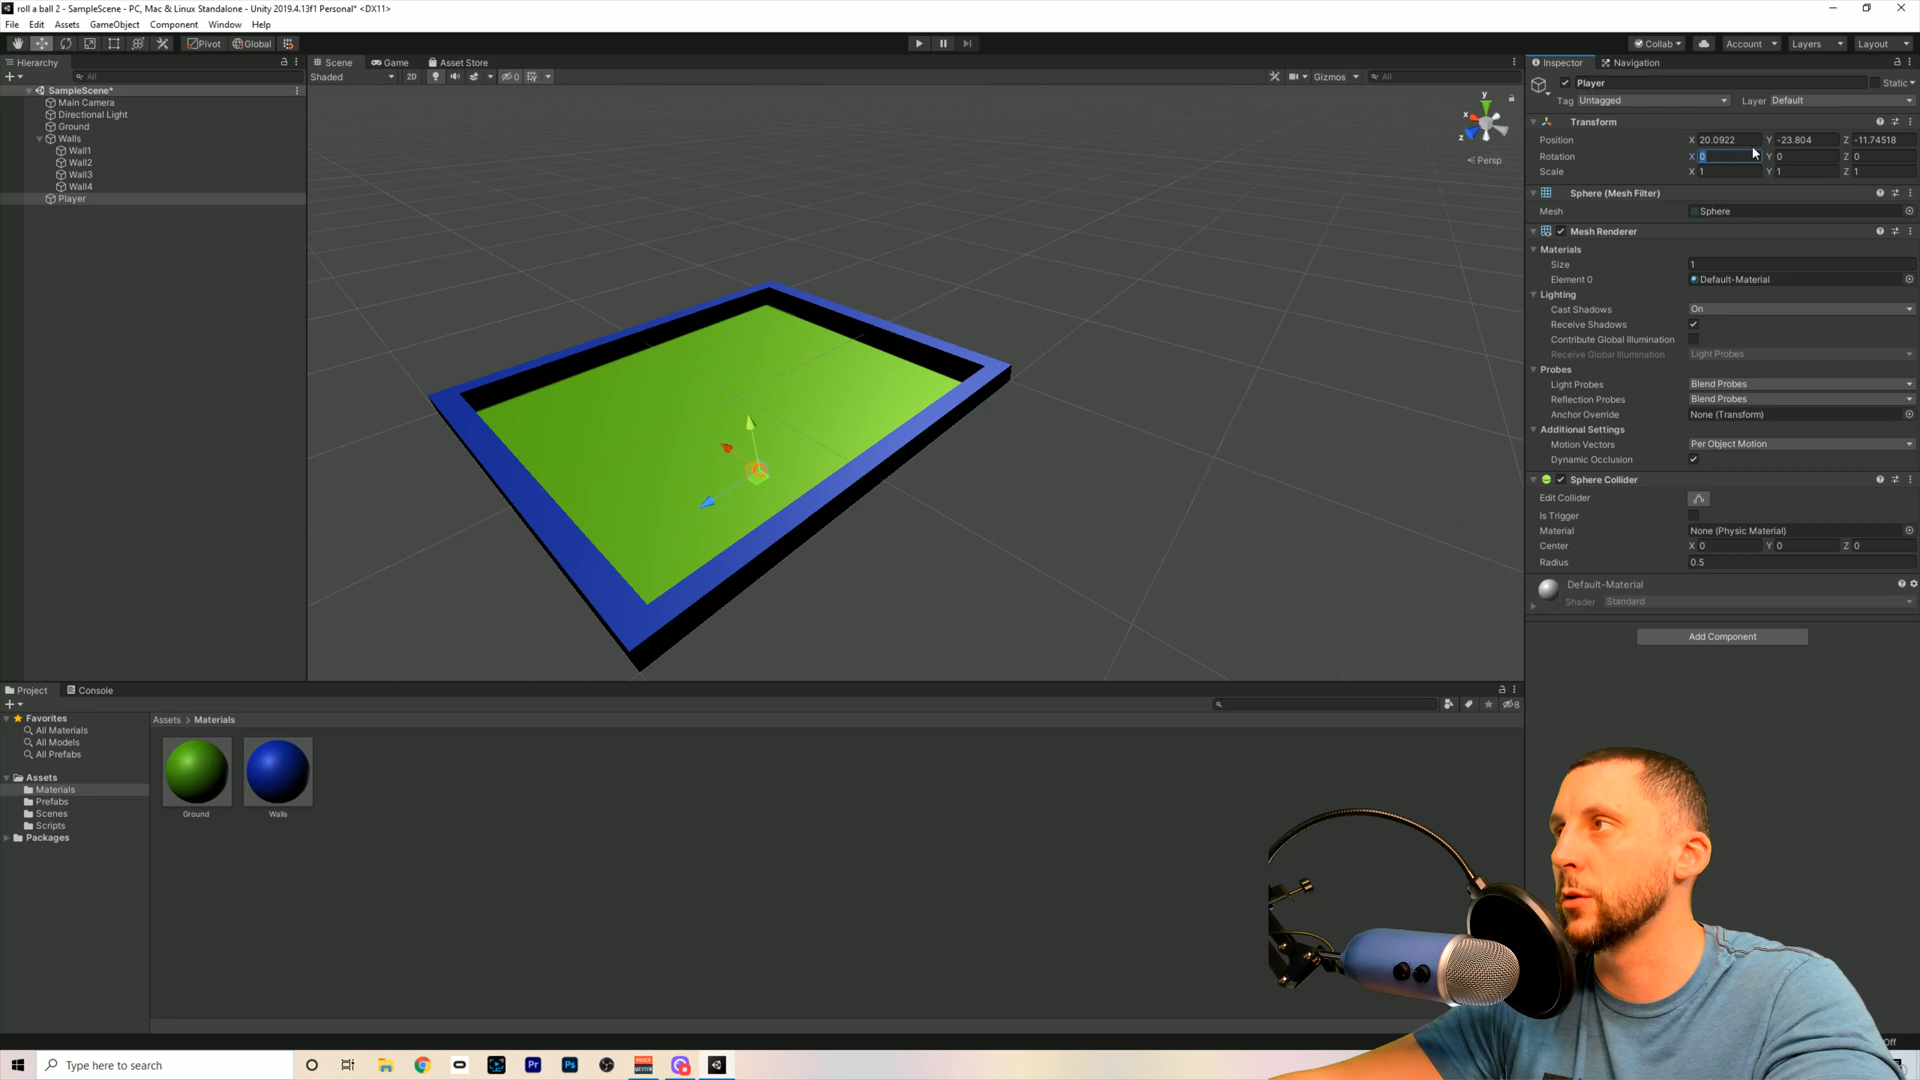 roll a ball 2 - SampleScene - PC, Mac & Linux Standalone - Unity 2019.4.13f1 Personal* <DX11>
File Edit Assets GameObject Component Window Help
Pivot Global Collab Account Layers Layout
Hierarchy Scene Game Asset Store Inspector Navigation
All Shaded 2D 0 Gizmos All
Player Static
SampleScene*
Main Camera
Directional Light
Ground
Walls
Wall1
Wall2
Wall3
Wall4
Player
y
x
z
Persp
Tag Untagged Layer Default
Transform
Position X 20.0922 Y -23.804 Z -11.74518
Rotation X 0 Y 0 Z 0
Scale X 1 Y 1 Z 1
Sphere (Mesh Filter)
Mesh Sphere
Mesh Renderer
Materials
Size 1
Element 0 Default-Material
Lighting
Cast Shadows On
Receive Shadows
Contribute Global Illumination
Receive Global Illumination Light Probes
Probes
Light Probes Blend Probes
Reflection Probes Blend Probes
Anchor Override None (Transform)
Additional Settings
Motion Vectors Per Object Motion
Dynamic Occlusion
Sphere Collider
Edit Collider
Is Trigger
Material None (Physic Material)
Center X 0 Y 0 Z 0
Radius 0.5
Default-Material
Shader Standard
Add Component
Project Console
8
Favorites
All Materials
All Models
All Prefabs
Assets
Materials
Prefabs
Scenes
Scripts
Packages
Assets > Materials
Ground Walls
Off
Type here to search
Pr Ps